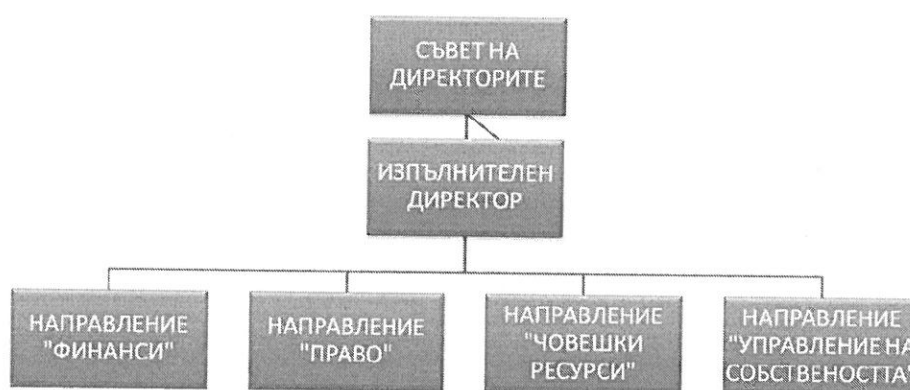 СЪВЕТ НА
ДИРЕКТОРИТЕ
ИЗПЪЛНИТЕЛЕН
ДИРЕКТОР
НАПРАВЛЕНИЕ
"ФИНАНСИ"
НАПРАВЛЕНИЕ
"ПРАВО"
НАПРАВЛЕНИЕ
"ЧОВЕШКИ
РЕСУРСИ"
НАПРАВЛЕНИЕ
"УПРАВЛЕНИЕ НА
СОБСТВЕНОСТТА"